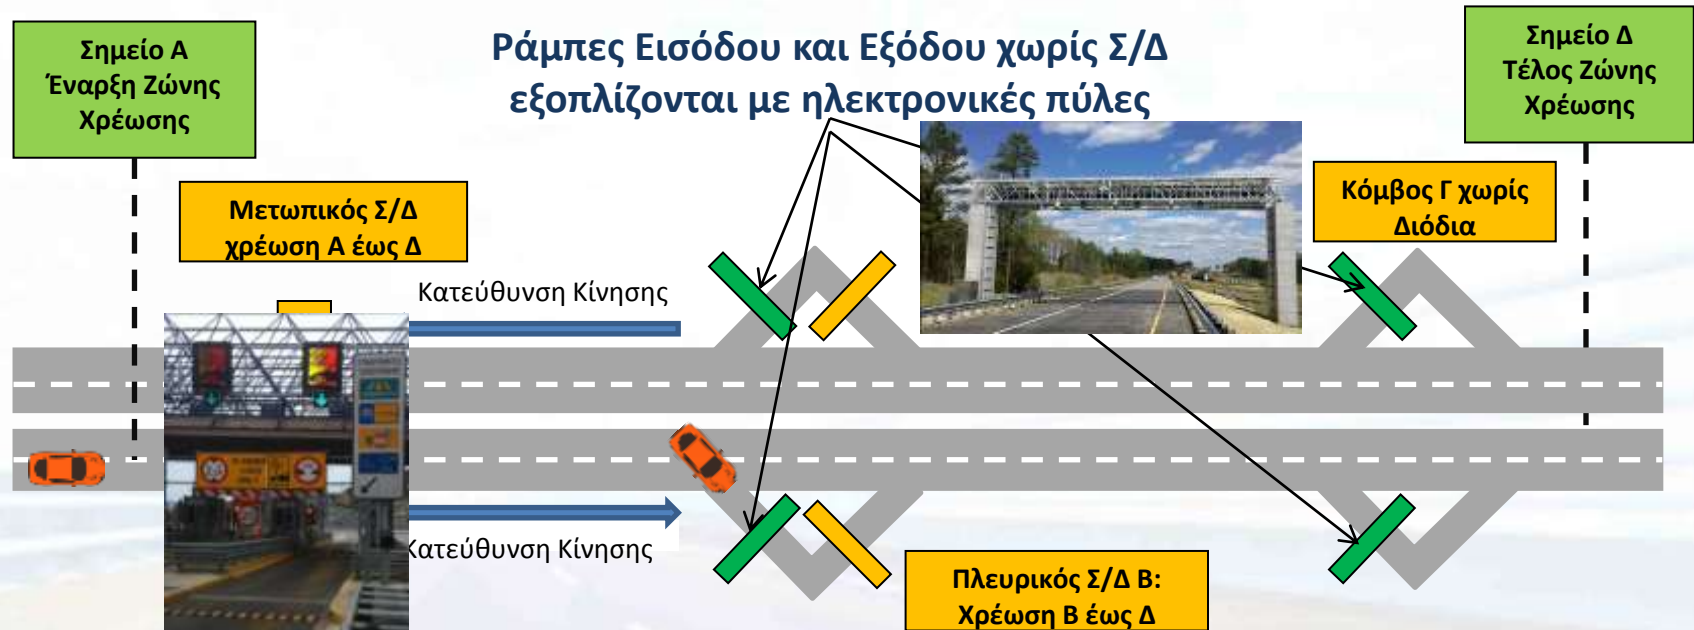 Ράμπες Εισόδου και Εξόδου χωρίς Σ/Δ
εξοπλίζονται με ηλεκτρονικές πύλες
Σημείο Α
Έναρξη Ζώνης
Χρέωσης
Σημείο Δ
Τέλος Ζώνης
Χρέωσης
Μετωπικός Σ/Δ
χρέωση Α έως Δ
Κόμβος Γ χωρίς
Διόδια
Κατεύθυνση Κίνησης
Κατεύθυνση Κίνησης
Πλευρικός Σ/Δ Β:
Χρέωση Β έως Δ